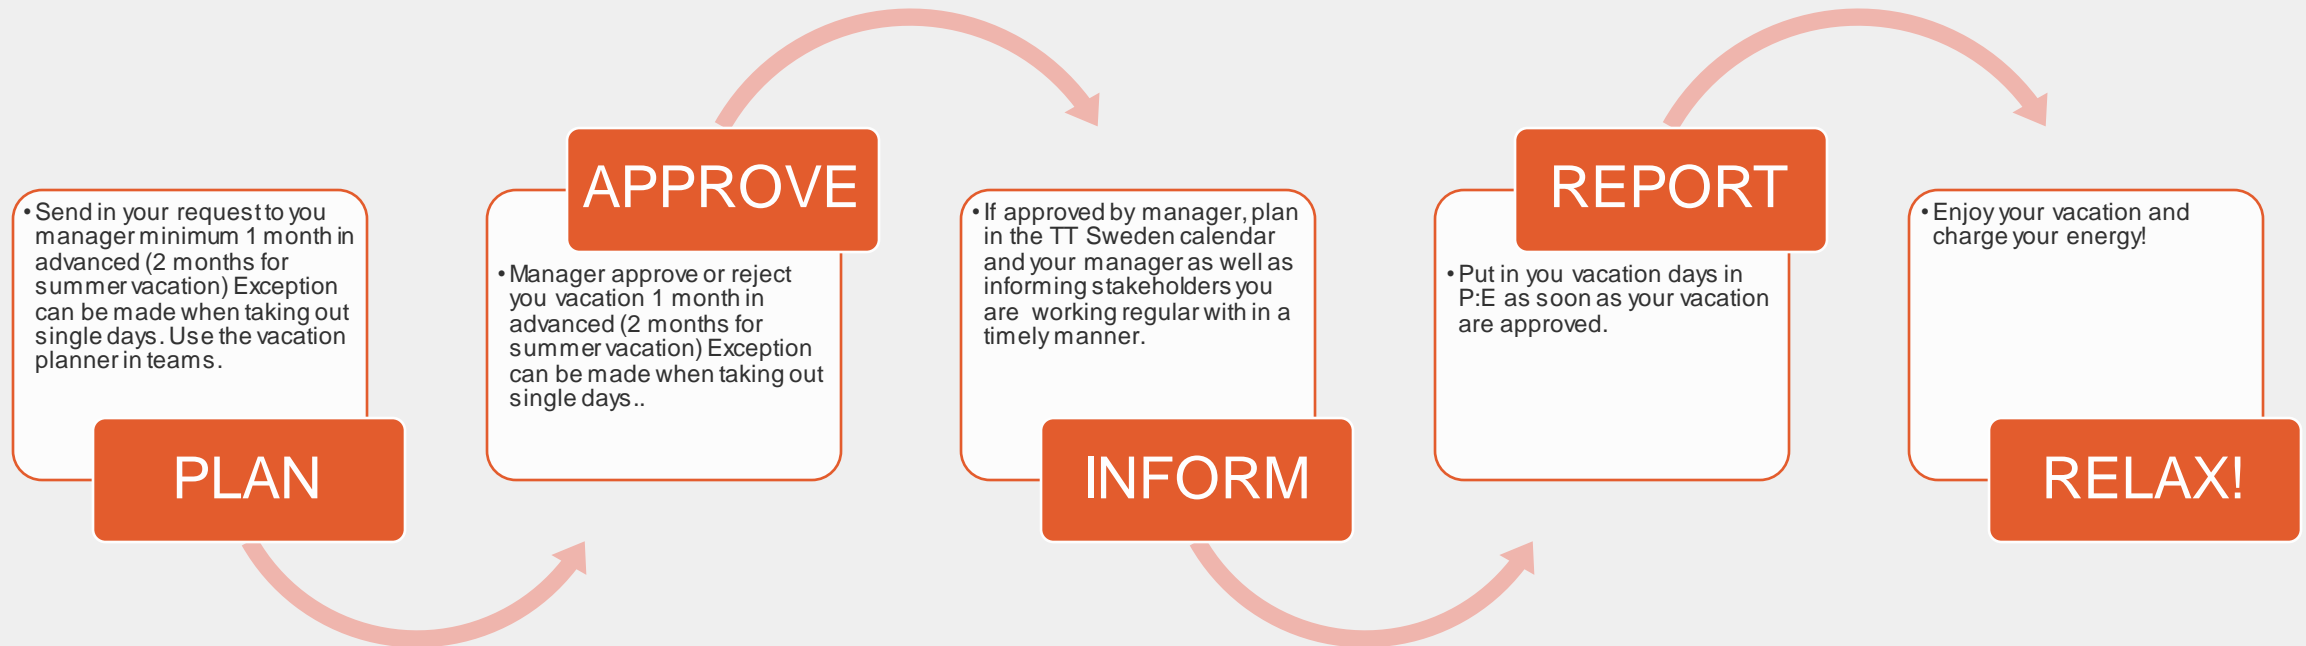 • Send in your request to you
manager minimum 1 month in
advanced (2 months for
summer vacation) Exception
can be made when taking out
single days. Use the vacation
planner in teams.
PLAN
APPROVE
• Manager approve or reject
you vacation 1 month in
advanced (2 months for
summer vacation) Exception
can be made when taking out
single days..
• If approved by manager, plan
in the TT Sweden calendar
and your manager as well as
informing stakeholders you
are working regular with in a
timely manner.
INFORM
REPORT
• Put in you vacation days in
P:E as soon as your vacation
are approved.
• Enjoy your vacation and
charge your energy!
RELAX!